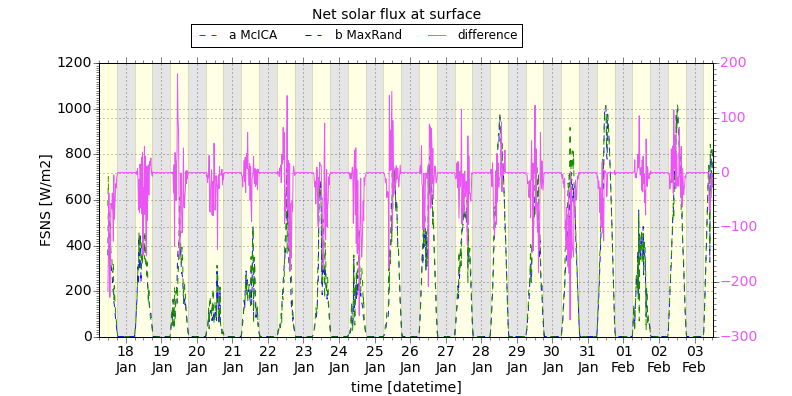 Net solar flux at surface
a McICA b MaxRand difference
1200 200
1000 100
800 0
600 −100
400 −200
200
0 −300
FSNS [W/m2]
18 19 20 21 22 23 24 25 26 27 28 29 30 31 01 02 03
Jan Jan Jan Jan Jan Jan Jan Jan Jan Jan Jan Jan Jan Jan Feb Feb Feb
time [datetime]